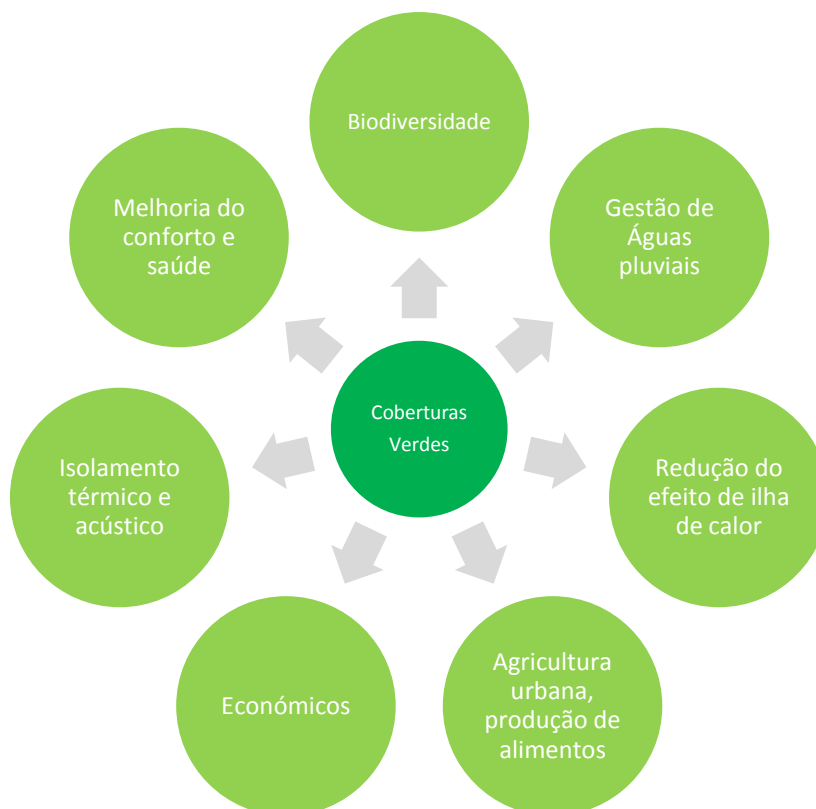 Biodiversidade
Melhoria do
conforto e
saúde
Gestão de
Águas
pluviais
Coberturas
Verdes
Isolamento
térmico e
acústico
Redução do
efeito de ilha
de calor
Económicos
Agricultura
urbana,
produção de
alimentos